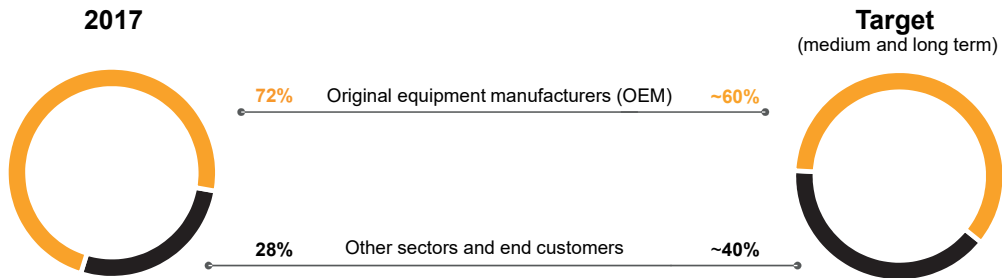 2017
Target
(medium and long term)
72% Original equipment manufacturers (OEM) ~60%
28% Other sectors and end customers ~40%